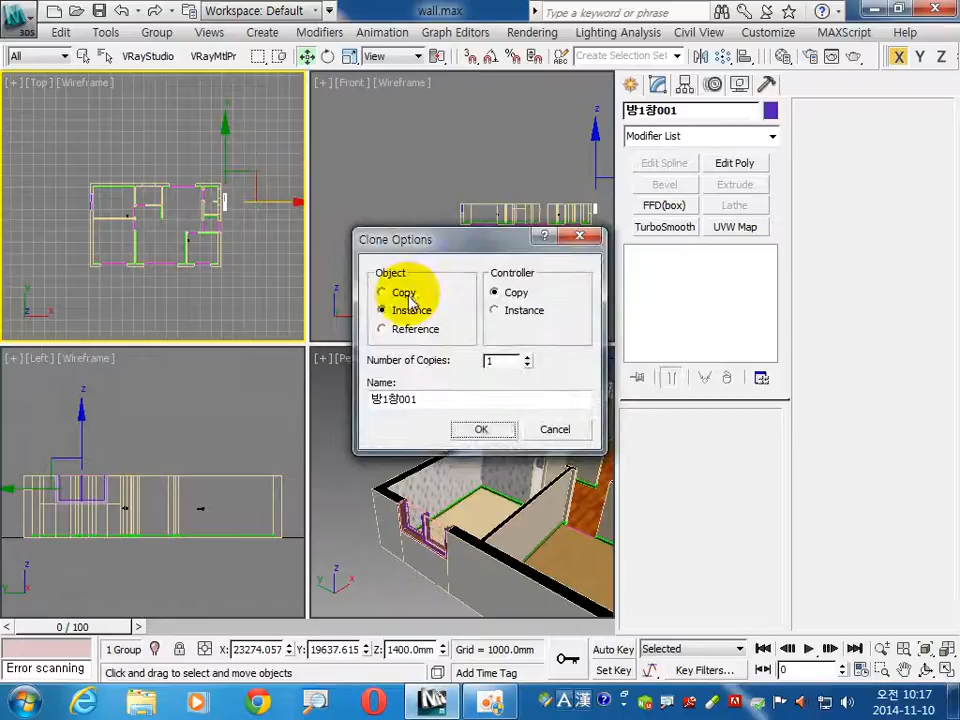 Workspace: Default
wall.max
Type a keyword or phrase
3DS
Edit Tools Group Views Create Modifiers Animation Graph Editors Rendering Lighting Analysis Civil View Customize MAXScript Help
All VRayStudio VRayMtlPr View Create Selection Se X Y Z
[+][Top][Wireframe]
[+][Front][Wireframe]
방1창001
Modifier List
Edit Spline Edit Poly
Bevel Extrude
FFD(box) Lathe
TurboSmooth UVW Map
Clone Options
Object Controller
Copy Copy
Instance Instance
Reference
Number of Copies: 1
Name:
방1창001
OK Cancel
[+][Left][Wireframe]
0 / 100
1 Group X: 23274.057 Y: 19637.615 Z: 1400.0mm Grid = 1000.0mm Auto Key Selected
Error scanning Click and drag to select and move objects Add Time Tag Set Key Key Filters... 0
A 漢
오전 10:17
2014-11-10